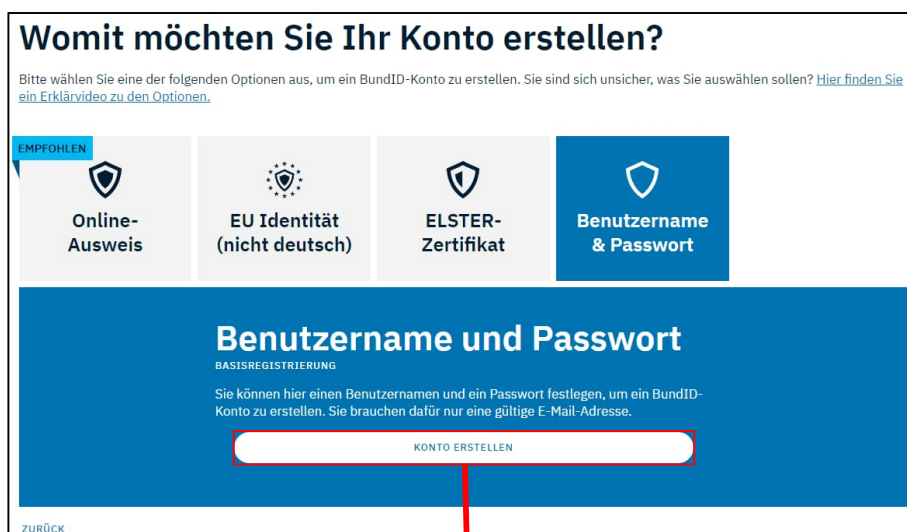 Womit möchten Sie Ihr Konto erstellen?
Bitte wählen Sie eine der folgenden Optionen aus, um ein BundID-Konto zu erstellen. Sie sind sich unsicher, was Sie auswählen sollen? Hier finden Sie
ein Erklärvideo zu den Optionen.
EMPFOHLEN
Online-
Ausweis
EU Identität
(nicht deutsch)
ELSTER-
Zertifikat
Benutzername
& Passwort
Benutzername und Passwort
BASISREGISTRIERUNG
Sie können hier einen Benutzernamen und ein Passwort festlegen, um ein BundID-
Konto zu erstellen. Sie brauchen dafür nur eine gültige E-Mail-Adresse.
KONTO ERSTELLEN
ZURÜCK